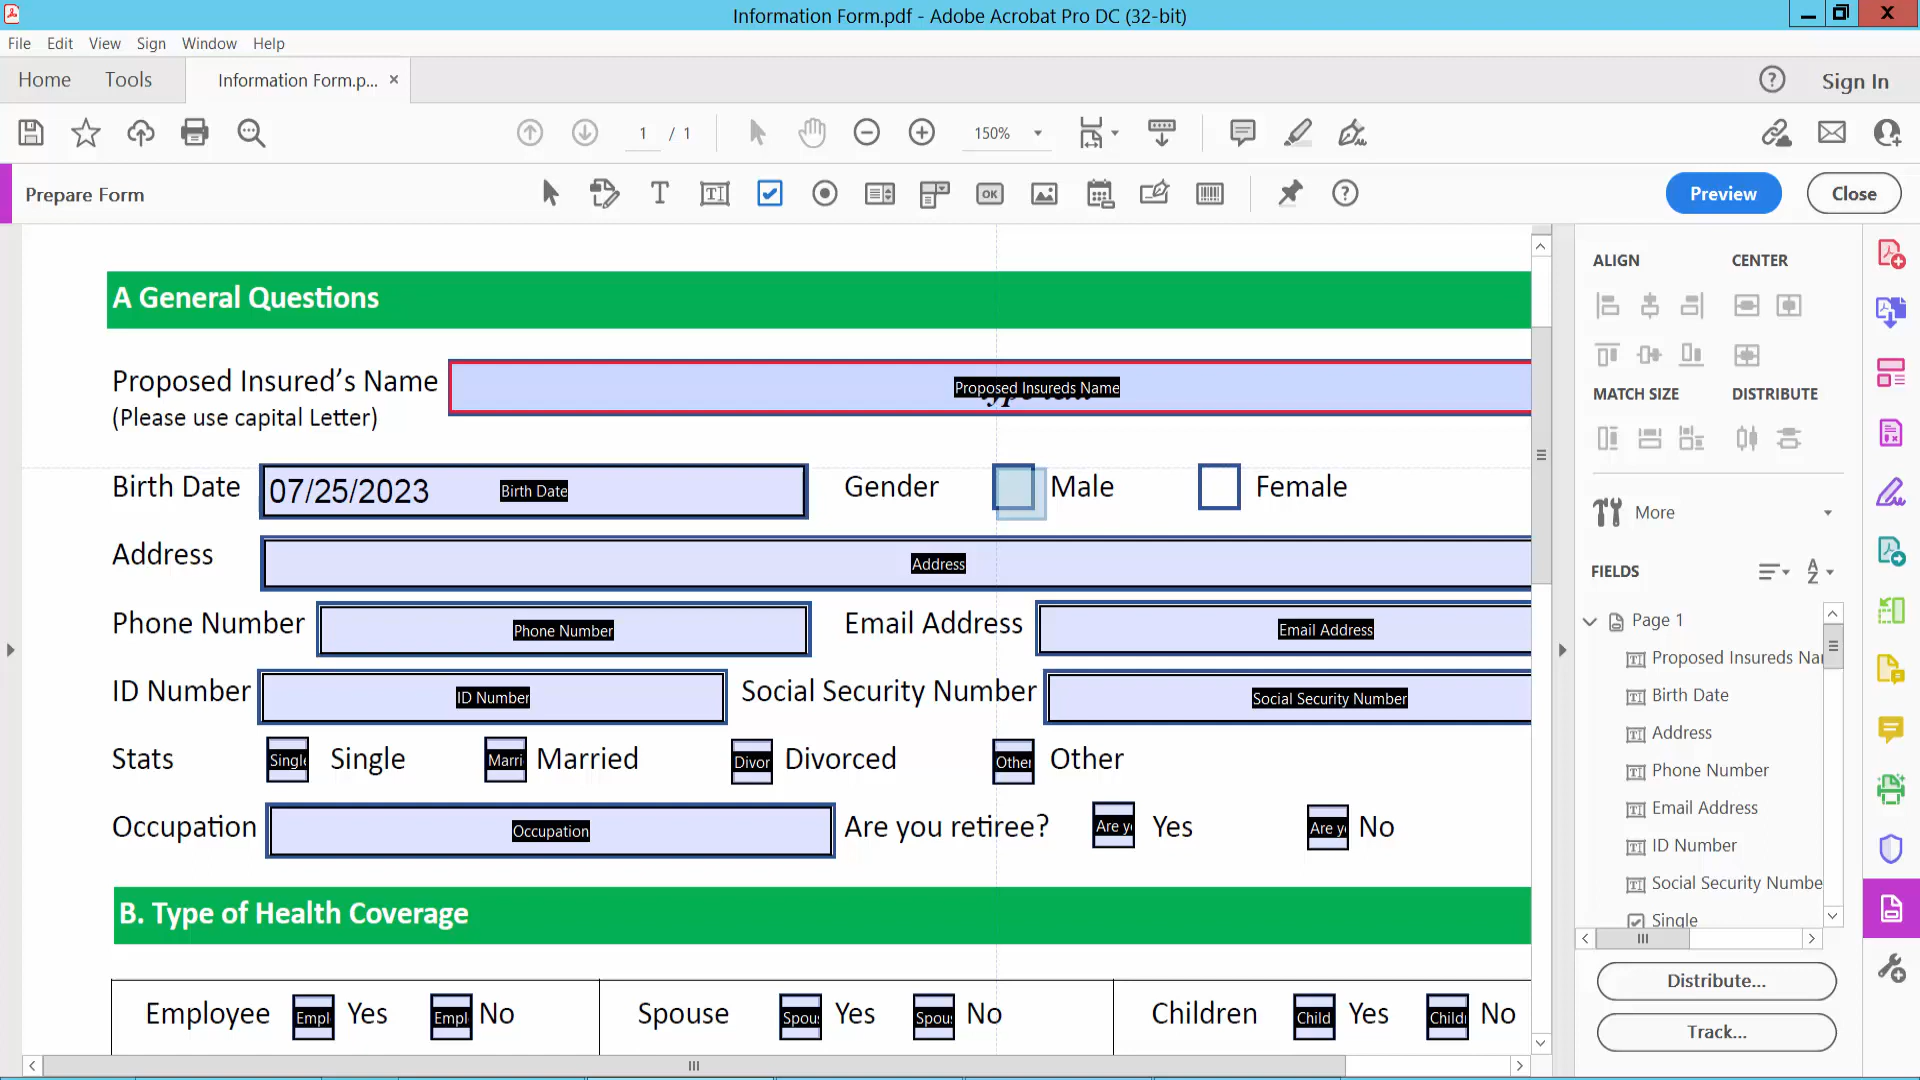 Information Form.pdf - Adobe Acrobat Pro DC (32-bit)
File Edit View Sign Window Help
Home Tools Information Form.p... × Sign In
1 / 1 150%
Prepare Form Preview Close
A General Questions
Proposed Insured’s Name Proposed Insureds Name
(Please use capital Letter)
Birth Date 07/25/2023 Birth Date Gender Male Female
Address Address
Phone Number Phone Number Email Address Email Address
ID Number ID Number Social Security Number Social Security Number
Stats Single Single Marri Married Divor Divorced Other Other
Occupation Occupation Are you retiree? Are y Yes Are y No
B. Type of Health Coverage
Employee Empl Yes Empl No Spouse Spou Yes Spou No Children Child Yes Child No
ALIGN CENTER
MATCH SIZE DISTRIBUTE
More
FIELDS
Page 1
Proposed Insureds Na
Birth Date
Address
Phone Number
Email Address
ID Number
Social Security Numbe
Single
Distribute...
Track...